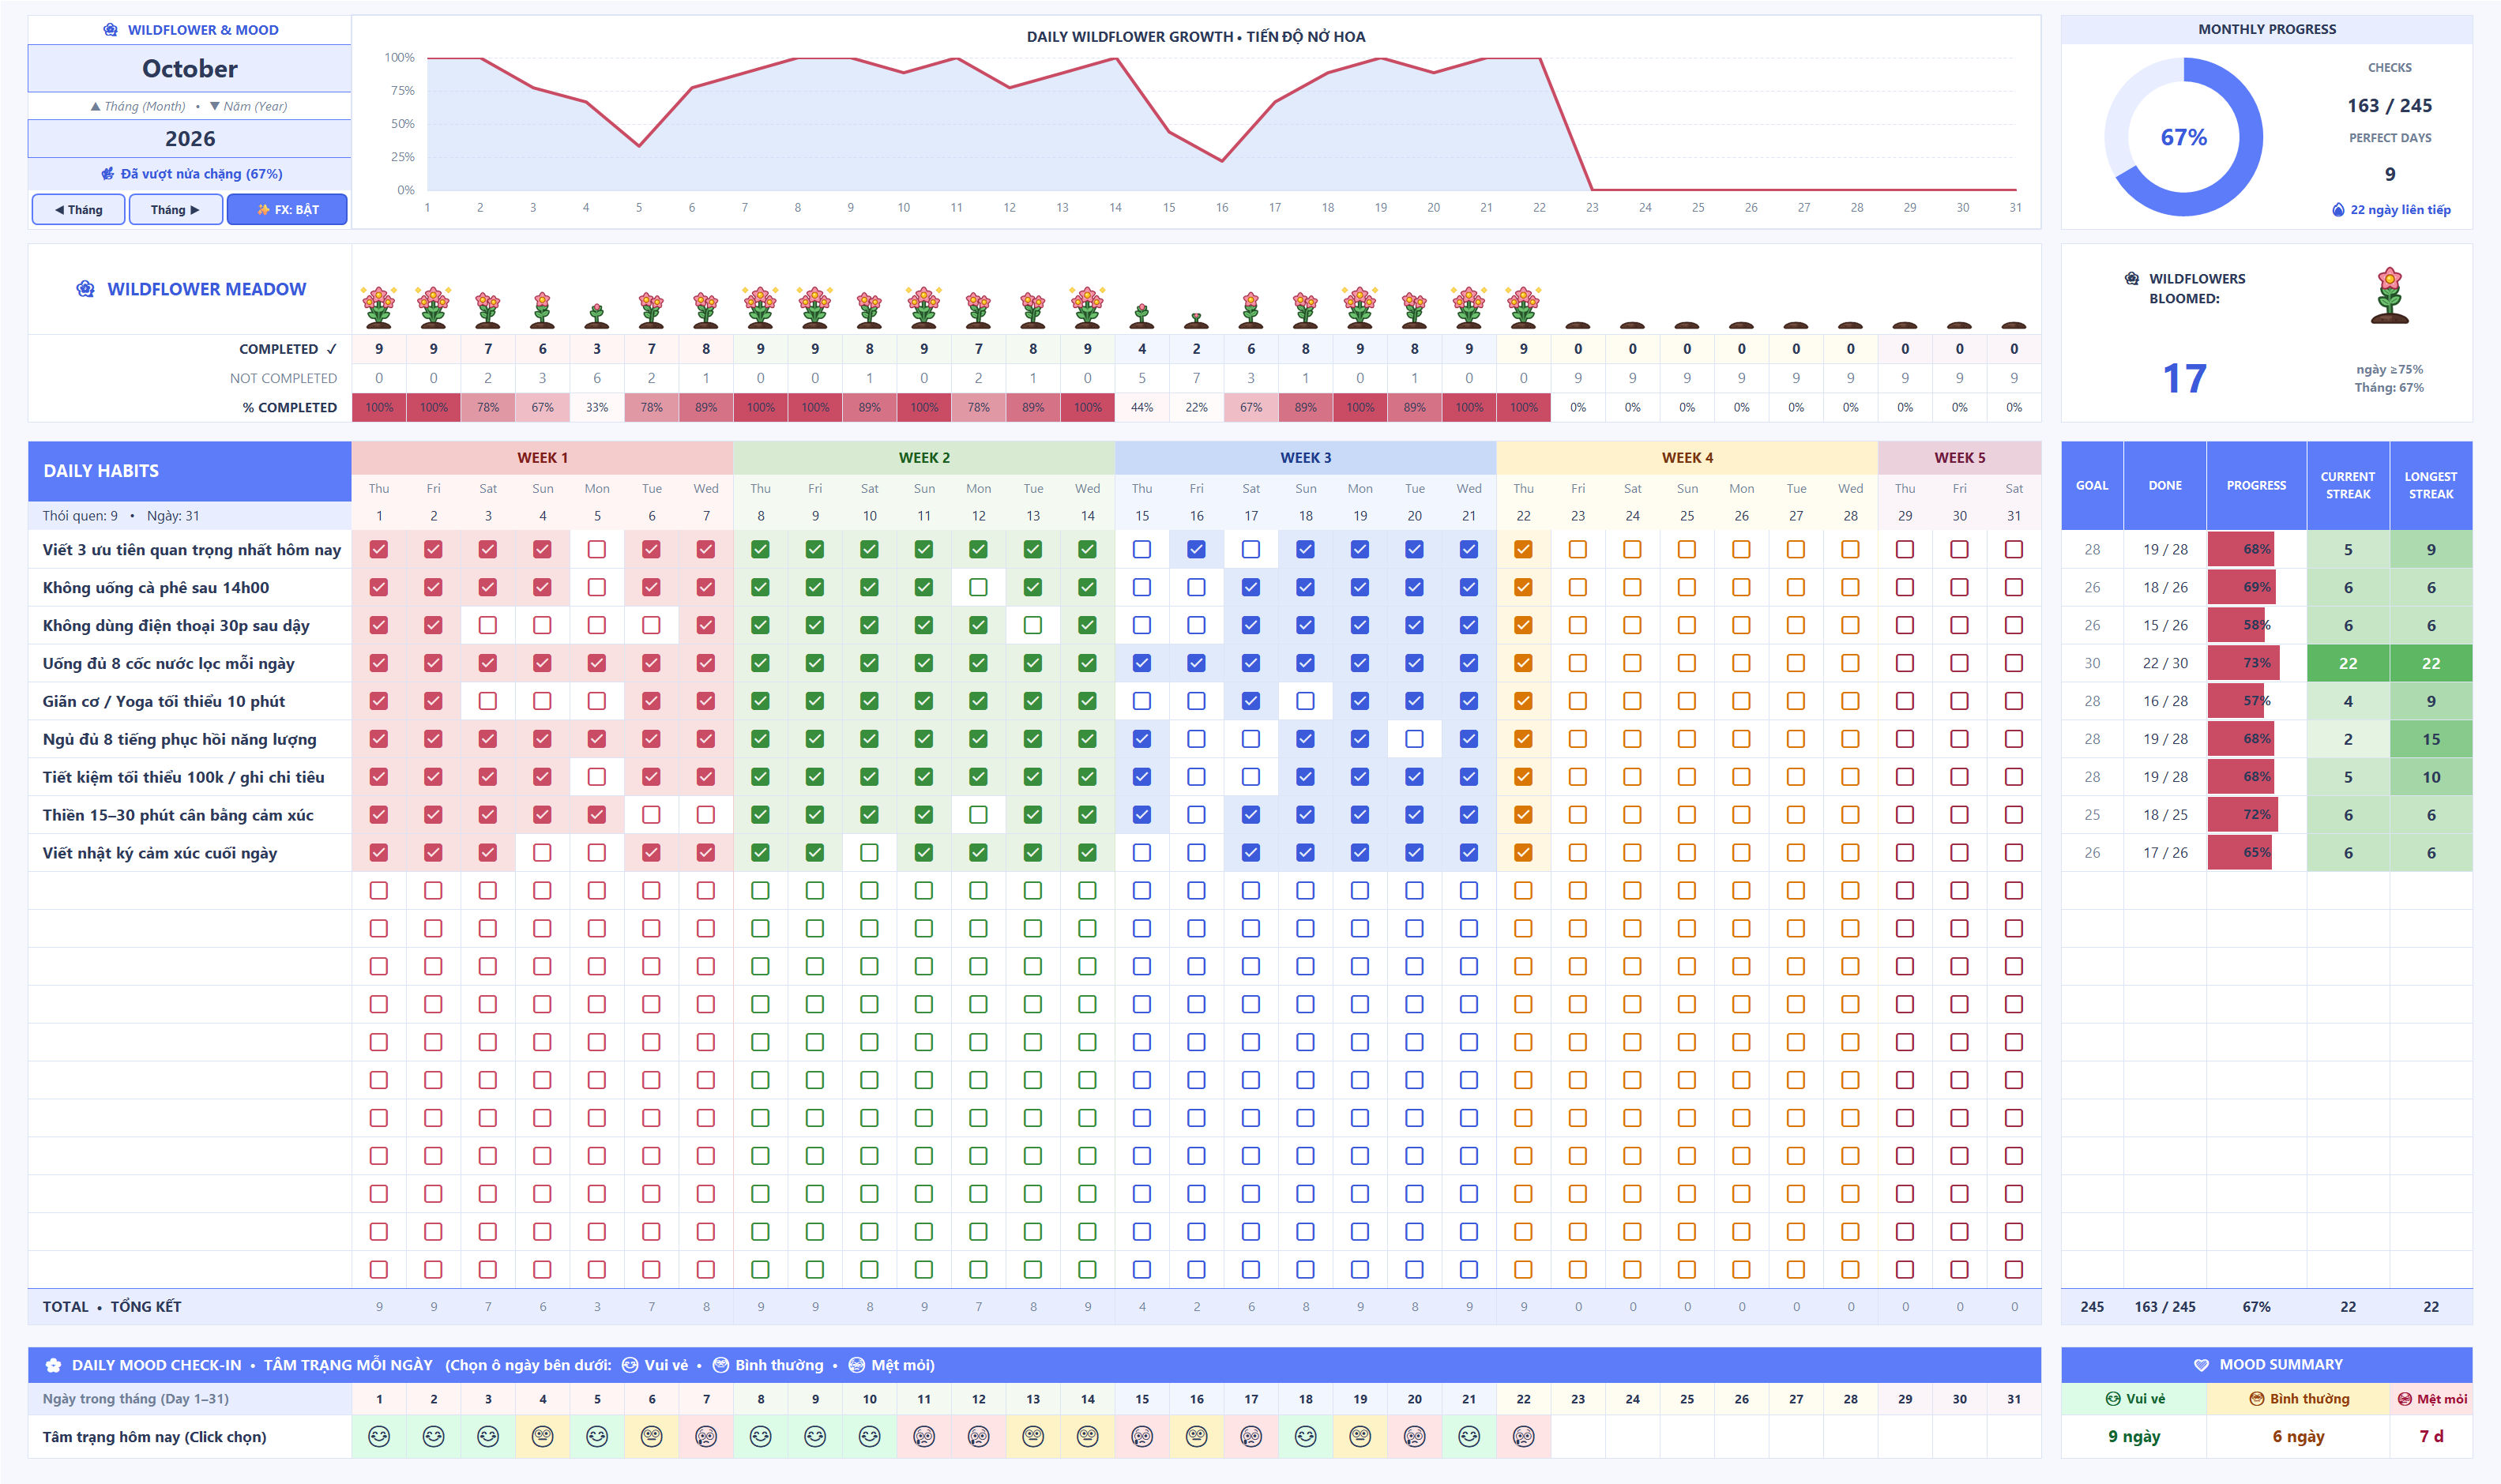 WILDFLOWER & MOOD
October
▲ Tháng (Month) • ▼ Năm (Year)
2026
Đã vượt nửa chặng (67%)
◀ Tháng Tháng ▶ FX: BẬT
DAILY WILDFLOWER GROWTH • TIẾN ĐỘ NỞ HOA
100%
75%
50%
25%
0%
1 2 3 4 5 6 7 8 9 10 11 12 13 14 15 16 17 18 19 20 21 22 23 24 25 26 27 28 29 30 31
MONTHLY PROGRESS
67%
CHECKS
163 / 245
PERFECT DAYS
9
22 ngày liên tiếp
WILDFLOWER MEADOW
COMPLETED ✓ 9 9 7 6 3 7 8 9 9 8 9 7 8 9 4 2 6 8 9 8 9 9 0 0 0 0 0 0 0 0 0
NOT COMPLETED 0 0 2 3 6 2 1 0 0 1 0 2 1 0 5 7 3 1 0 1 0 0 9 9 9 9 9 9 9 9 9
% COMPLETED 100% 100% 78% 67% 33% 78% 89% 100% 100% 89% 100% 78% 89% 100% 44% 22% 67% 89% 100% 89% 100% 100% 0% 0% 0% 0% 0% 0% 0% 0% 0%
WILDFLOWERS
BLOOMED:
17
ngày ≥75%
Tháng: 67%
DAILY HABITS
WEEK 1 WEEK 2 WEEK 3 WEEK 4 WEEK 5
Thu Fri Sat Sun Mon Tue Wed Thu Fri Sat Sun Mon Tue Wed Thu Fri Sat Sun Mon Tue Wed Thu Fri Sat Sun Mon Tue Wed Thu Fri Sat
Thói quen: 9 • Ngày: 31 1 2 3 4 5 6 7 8 9 10 11 12 13 14 15 16 17 18 19 20 21 22 23 24 25 26 27 28 29 30 31
GOAL DONE PROGRESS CURRENT STREAK LONGEST STREAK
Viết 3 ưu tiên quan trọng nhất hôm nay 28 19 / 28 68% 5 9
Không uống cà phê sau 14h00 26 18 / 26 69% 6 6
Không dùng điện thoại 30p sau dậy 26 15 / 26 58% 6 6
Uống đủ 8 cốc nước lọc mỗi ngày 30 22 / 30 73% 22 22
Giãn cơ / Yoga tối thiểu 10 phút 28 16 / 28 57% 4 9
Ngủ đủ 8 tiếng phục hồi năng lượng 28 19 / 28 68% 2 15
Tiết kiệm tối thiểu 100k / ghi chi tiêu 28 19 / 28 68% 5 10
Thiền 15–30 phút cân bằng cảm xúc 25 18 / 25 72% 6 6
Viết nhật ký cảm xúc cuối ngày 26 17 / 26 65% 6 6
TOTAL • TỔNG KẾT 9 9 7 6 3 7 8 9 9 8 9 7 8 9 4 2 6 8 9 8 9 9 0 0 0 0 0 0 0 0 0 245 163 / 245 67% 22 22
DAILY MOOD CHECK-IN • TÂM TRẠNG MỖI NGÀY (Chọn ô ngày bên dưới: Vui vẻ • Bình thường • Mệt mỏi)
Ngày trong tháng (Day 1–31) 1 2 3 4 5 6 7 8 9 10 11 12 13 14 15 16 17 18 19 20 21 22 23 24 25 26 27 28 29 30 31
Tâm trạng hôm nay (Click chọn)
MOOD SUMMARY
Vui vẻ Bình thường Mệt mỏi
9 ngày 6 ngày 7 d